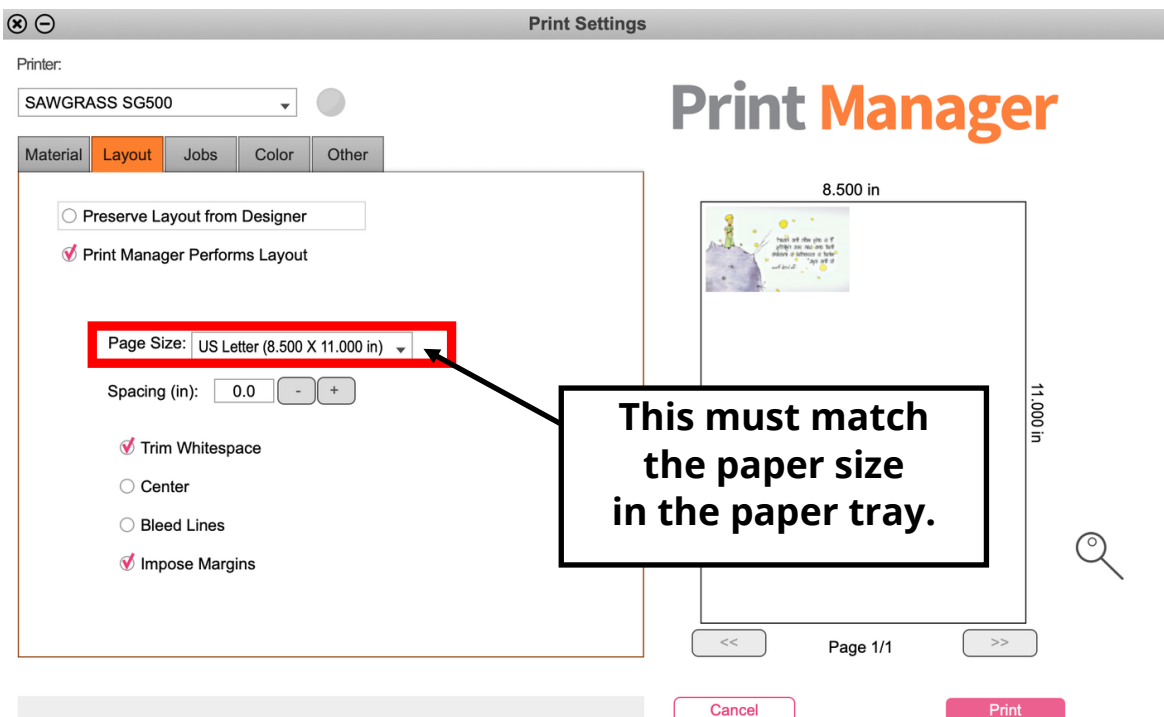 Print Settings
Printer:
SAWGRASS SG500
Print Manager
Material Layout Jobs Color Other
8.500 in
Preserve Layout from Designer
Print Manager Performs Layout
Page Size: US Letter (8.500 X 11.000 in)
Spacing (in): 0.0 - +
11.000 in
This must match
the paper size
in the paper tray.
Trim Whitespace
Center
Bleed Lines
Impose Margins
<< Page 1/1 >>
Cancel Print